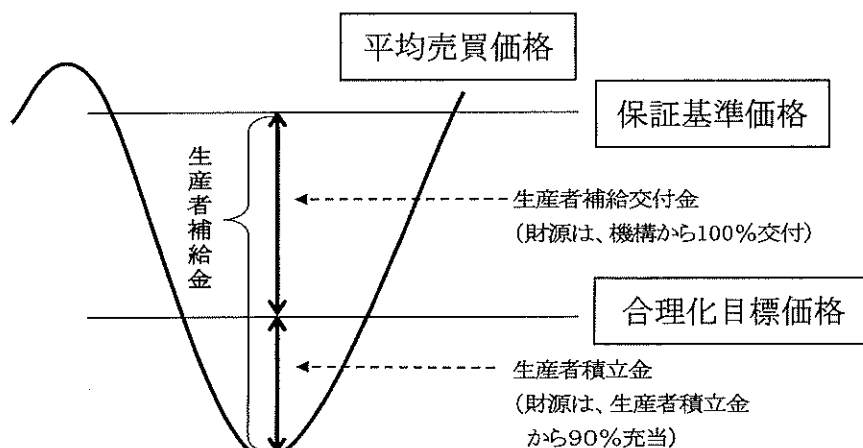 平均売買価格
保証基準価格
生産者補給金
生産者補給交付金
(財源は、機構から100%交付)
合理化目標価格
生産者積立金
(財源は、生産者積立金
から90%充当)